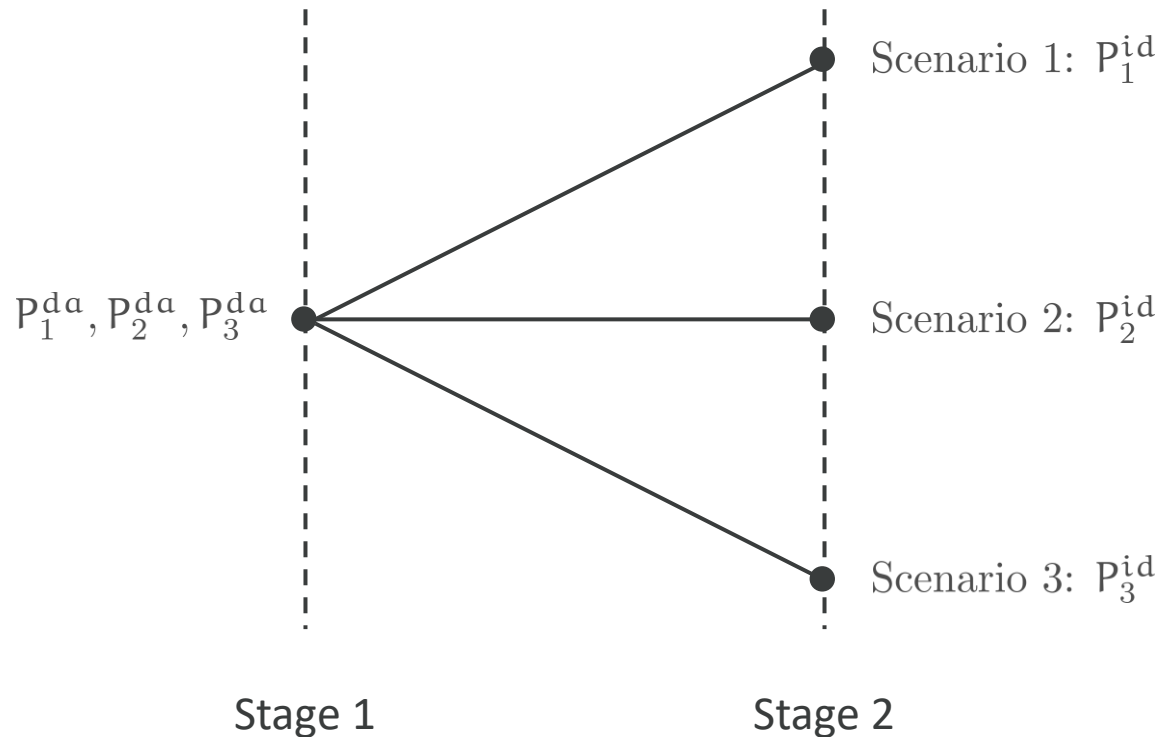 Scenario 1: P₁ⁱᵈ
P₁ᵈᵃ, P₂ᵈᵃ, P₃ᵈᵃ
Scenario 2: P₂ⁱᵈ
Scenario 3: P₃ⁱᵈ
Stage 1
Stage 2